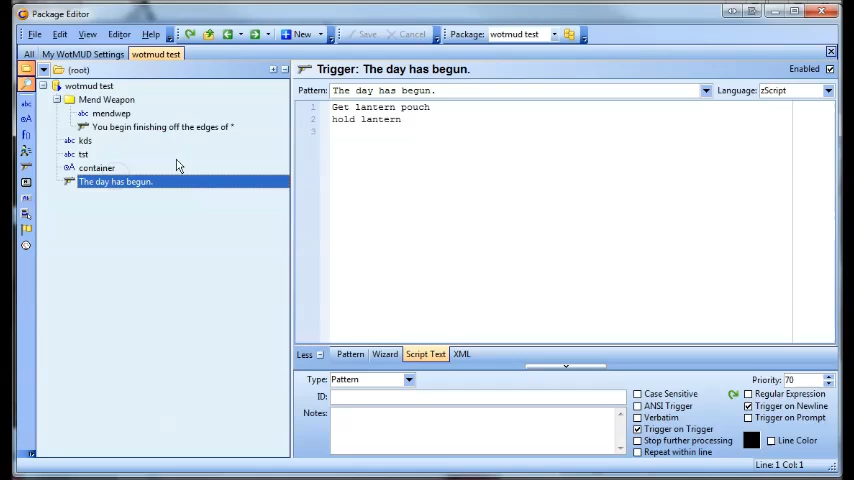 Package Editor
File Edit View Editor Help New Save Cancel Package: wotmud test
All My WotMUD Settings wotmud test
(root)
Trigger: The day has begun. Enabled
Pattern: The day has begun. Language: zScript
wotmud test
Mend Weapon
mendwep
You begin finishing off the edges of *
kds
tst
container
The day has begun.
1 Get lantern pouch
2 hold lantern
3
Less Pattern Wizard Script Text XML
Type: Pattern Priority: 70
ID: Case Sensitive Regular Expression
Notes: ANSI Trigger Trigger on Newline
Verbatim Trigger on Prompt
Trigger on Trigger
Stop further processing Line Color
Repeat within line
Line: 1 Col: 1